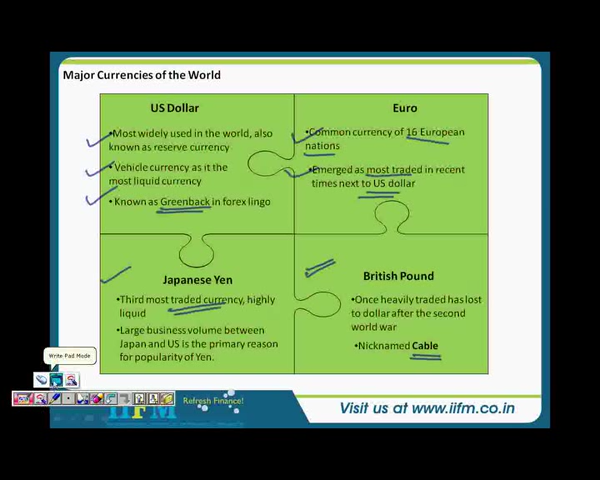 Major Currencies of the World
US Dollar
•Most widely used in the world, also
known as reserve currency
•Vehicle currency as it the
most liquid currency
•Known as Greenback in forex lingo
Euro
•Common currency of 16 European
nations
•Emerged as most traded in recent
times next to US dollar
Japanese Yen
•Third most traded currency, highly
liquid
•Large business volume between
Japan and US is the primary reason
for popularity of Yen.
British Pound
•Once heavily traded has lost
to dollar after the second
world war
•Nicknamed Cable
Write Pad Mode
IIFM
Refresh Finance!
Visit us at www.iifm.co.in